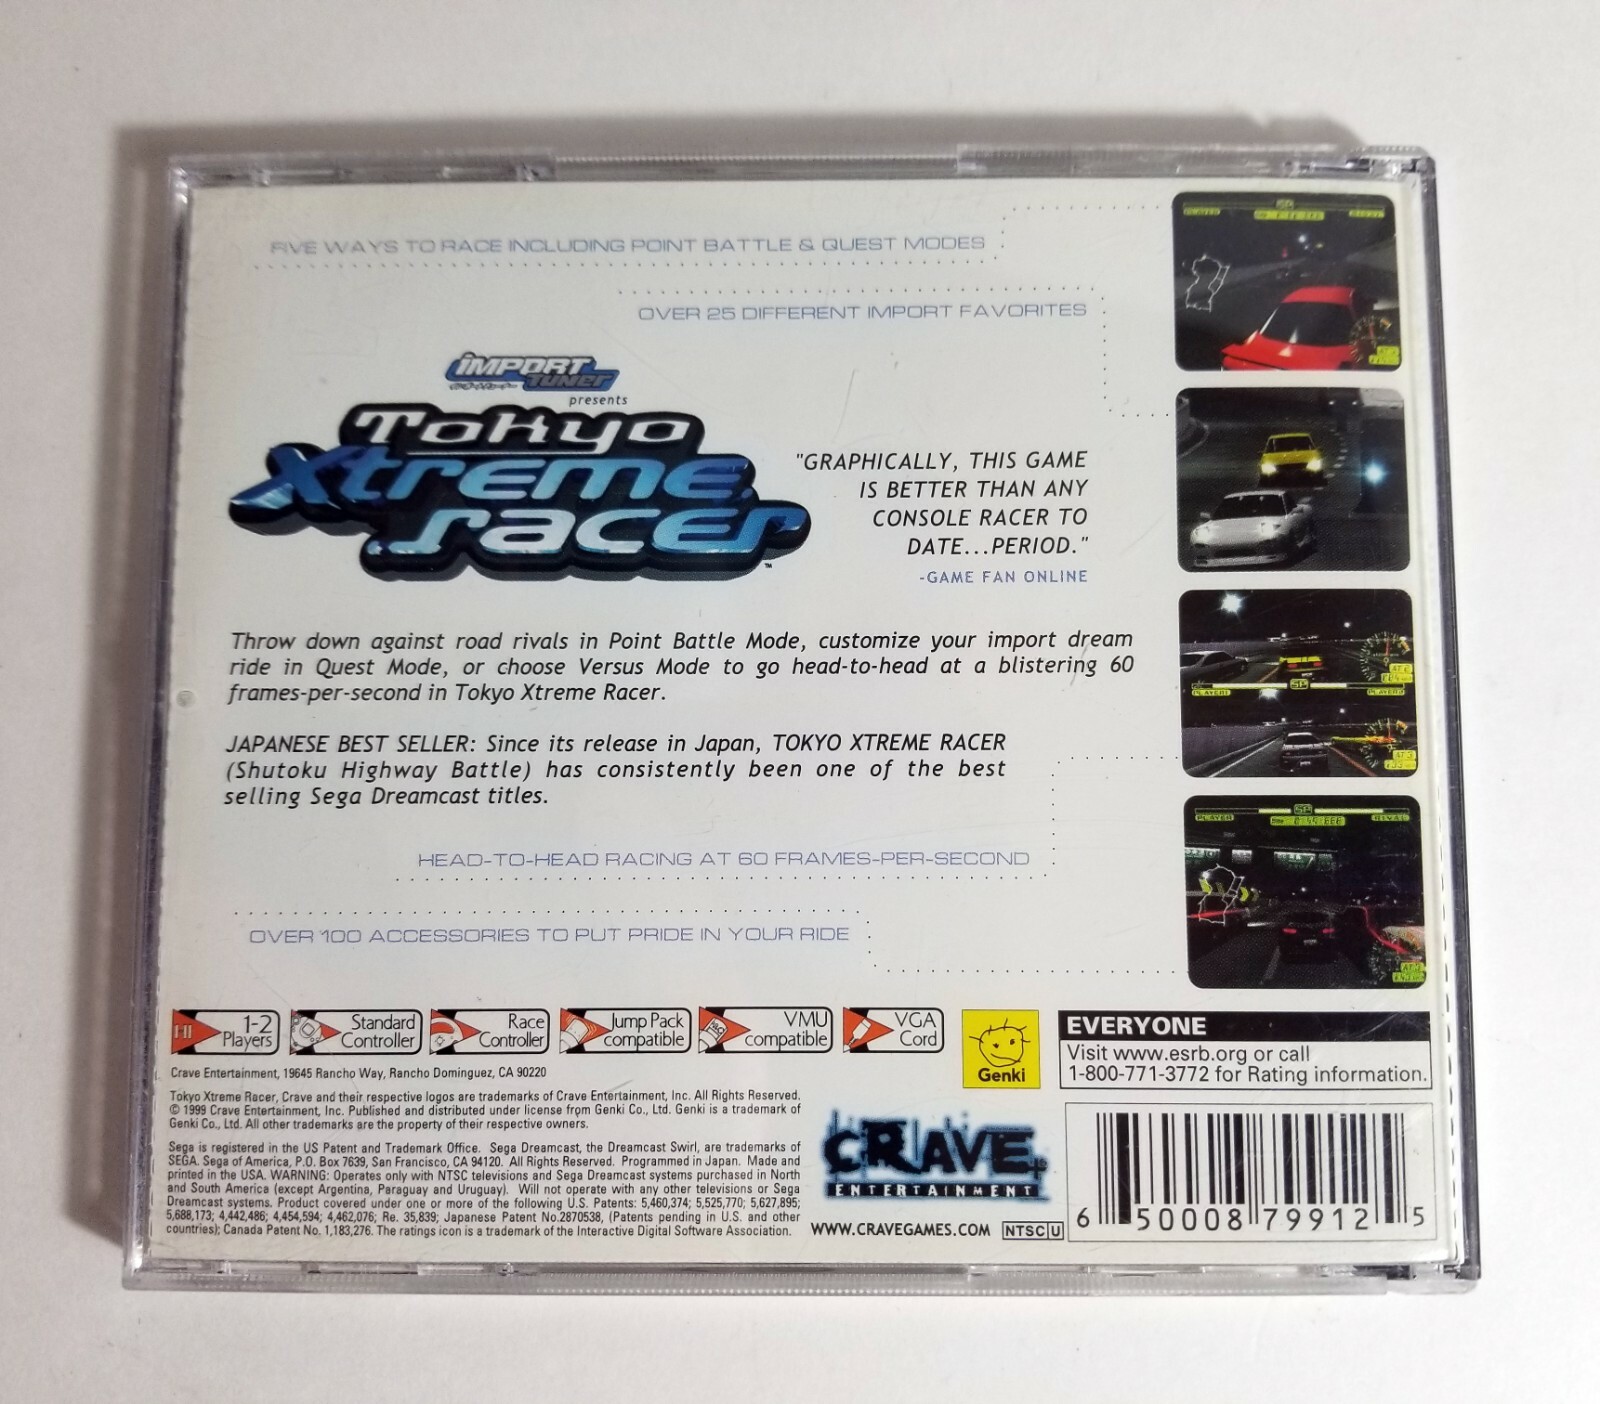 FIVE WAYS TO RACE INCLUDING POINT BATTLE & QUEST MODES
OVER 25 DIFFERENT IMPORT FAVORITES
IMPORT
TUNER
presents
Tokyo
Xtreme
racer
™
"GRAPHICALLY, THIS GAME
IS BETTER THAN ANY
CONSOLE RACER TO
DATE...PERIOD."
-GAME FAN ONLINE
Throw down against road rivals in Point Battle Mode, customize your import dream
ride in Quest Mode, or choose Versus Mode to go head-to-head at a blistering 60
frames-per-second in Tokyo Xtreme Racer.
JAPANESE BEST SELLER: Since its release in Japan, TOKYO XTREME RACER
(Shutoku Highway Battle) has consistently been one of the best
selling Sega Dreamcast titles.
HEAD-TO-HEAD RACING AT 60 FRAMES-PER-SECOND
OVER 100 ACCESSORIES TO PUT PRIDE IN YOUR RIDE
PLAYER
SP
PLAYER1
PLAYER2
PLAYER
SP
RIVAL
1-2
Players
Standard
Controller
Race
Controller
Jump Pack
compatible
VMU
compatible
VGA
Cord
Genki
EVERYONE
Visit www.esrb.org or call
1-800-771-3772 for Rating information.
Crave Entertainment, 19645 Rancho Way, Rancho Dominguez, CA 90220
Tokyo Xtreme Racer, Crave and their respective logos are trademarks of Crave Entertainment, Inc. All Rights Reserved.
© 1999 Crave Entertainment, Inc. Published and distributed under license from Genki Co., Ltd. Genki is a trademark of
Genki Co., Ltd. All other trademarks are the property of their respective owners.
Sega is registered in the US Patent and Trademark Office. Sega Dreamcast, the Dreamcast Swirl, are trademarks of
SEGA. Sega of America, P.O. Box 7639, San Francisco, CA 94120. All Rights Reserved. Programmed in Japan. Made and
printed in the USA. WARNING: Operates only with NTSC televisions and Sega Dreamcast systems purchased in North
and South America (except Argentina, Paraguay and Uruguay). Will not operate with any other televisions or Sega
Dreamcast systems. Product covered under one or more of the following U.S. Patents: 5,460,374; 5,525,770; 5,627,895;
5,688,173; 4,442,486; 4,454,594; 4,462,076; Re. 35,839; Japanese Patent No.2870538, (Patents pending in U.S. and other
countries); Canada Patent No. 1,183,276. The ratings icon is a trademark of the Interactive Digital Software Association.
CRAVE
ENTERTAINMENT
WWW.CRAVEGAMES.COM
NTSC U
6 50008 79912 5